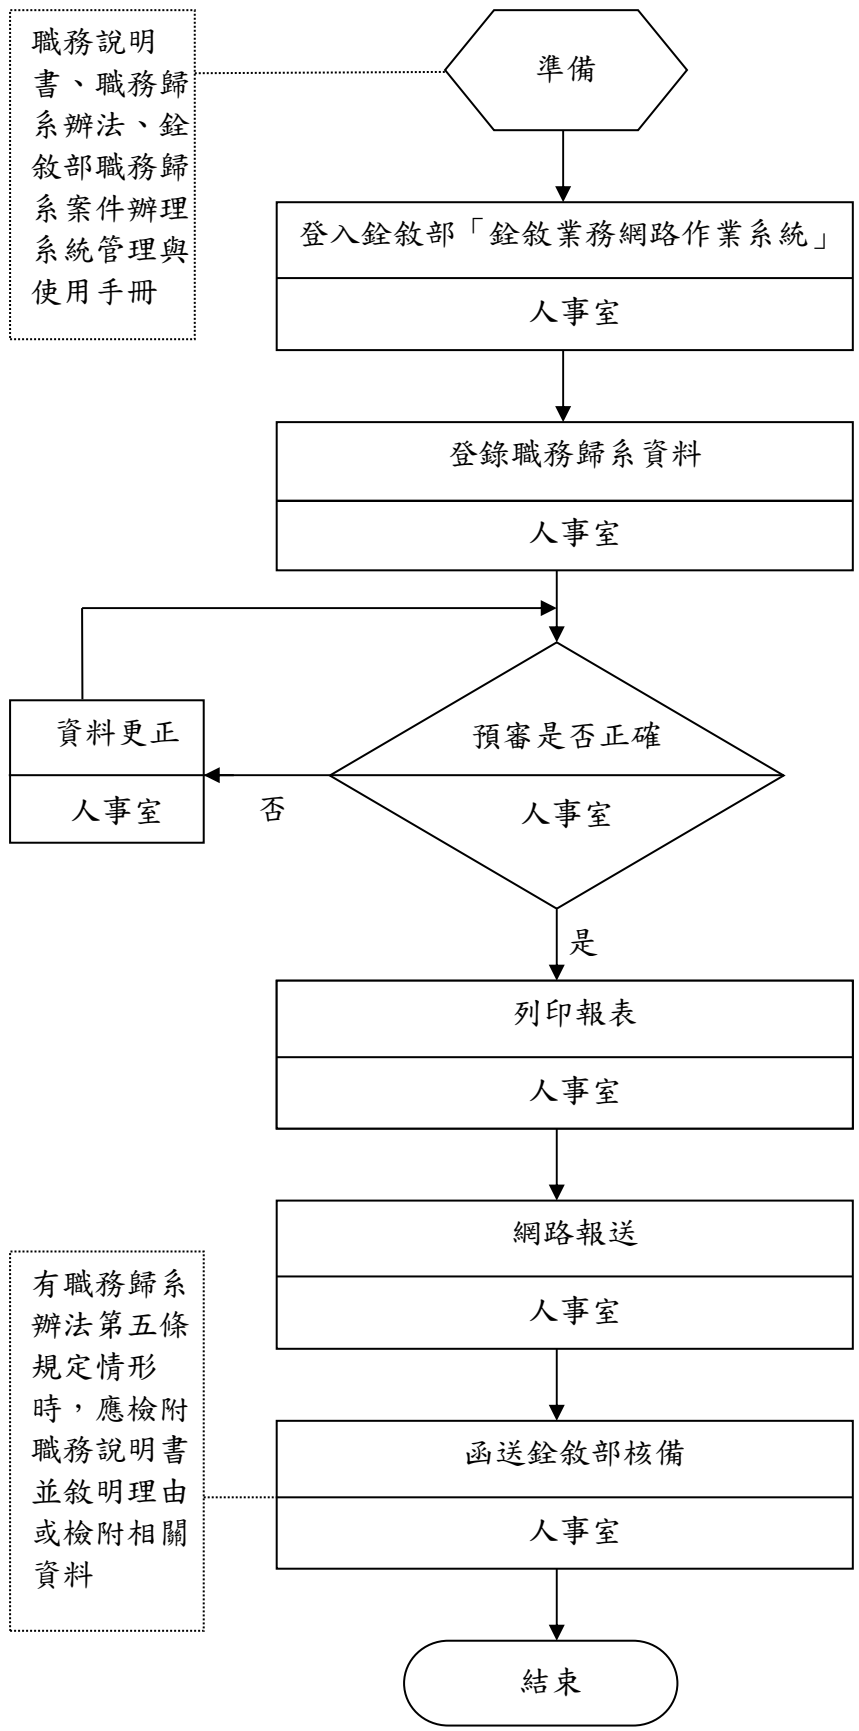 職務說明
書、職務歸
系辦法、銓
敘部職務歸
系案件辦理
系統管理與
使用手冊
準備
登入銓敘部「銓敘業務網路作業系統」
人事室
登錄職務歸系資料
人事室
預審是否正確
人事室
否
資料更正
人事室
是
列印報表
人事室
網路報送
人事室
有職務歸系
辦法第五條
規定情形
時，應檢附
職務說明書
並敘明理由
或檢附相關
資料
函送銓敘部核備
人事室
結束